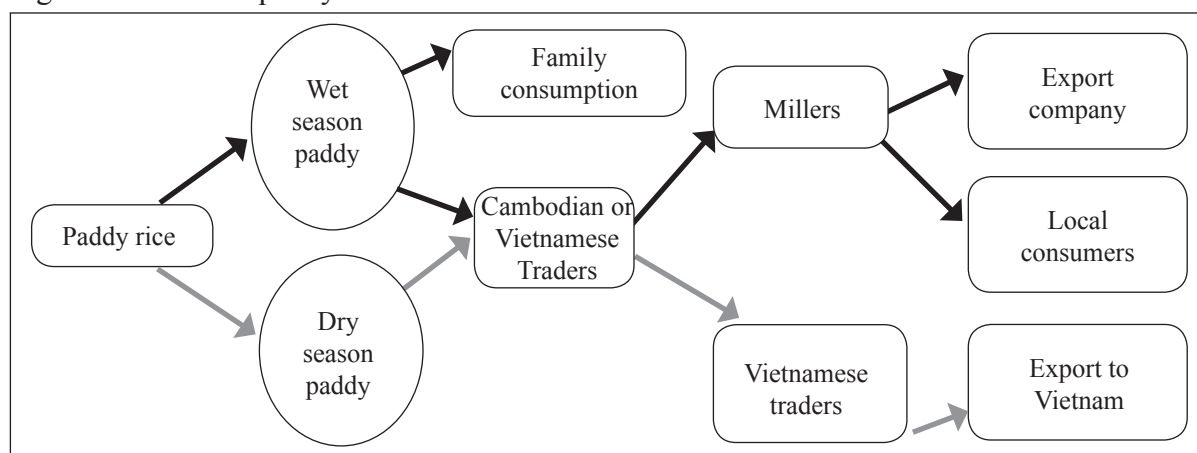 Paddy rice
Wet
season
paddy
Dry
season
paddy
Family
consumption
Cambodian or
Vietnamese
Traders
Millers
Vietnamese
traders
Export
company
Local
consumers
Export to
Vietnam